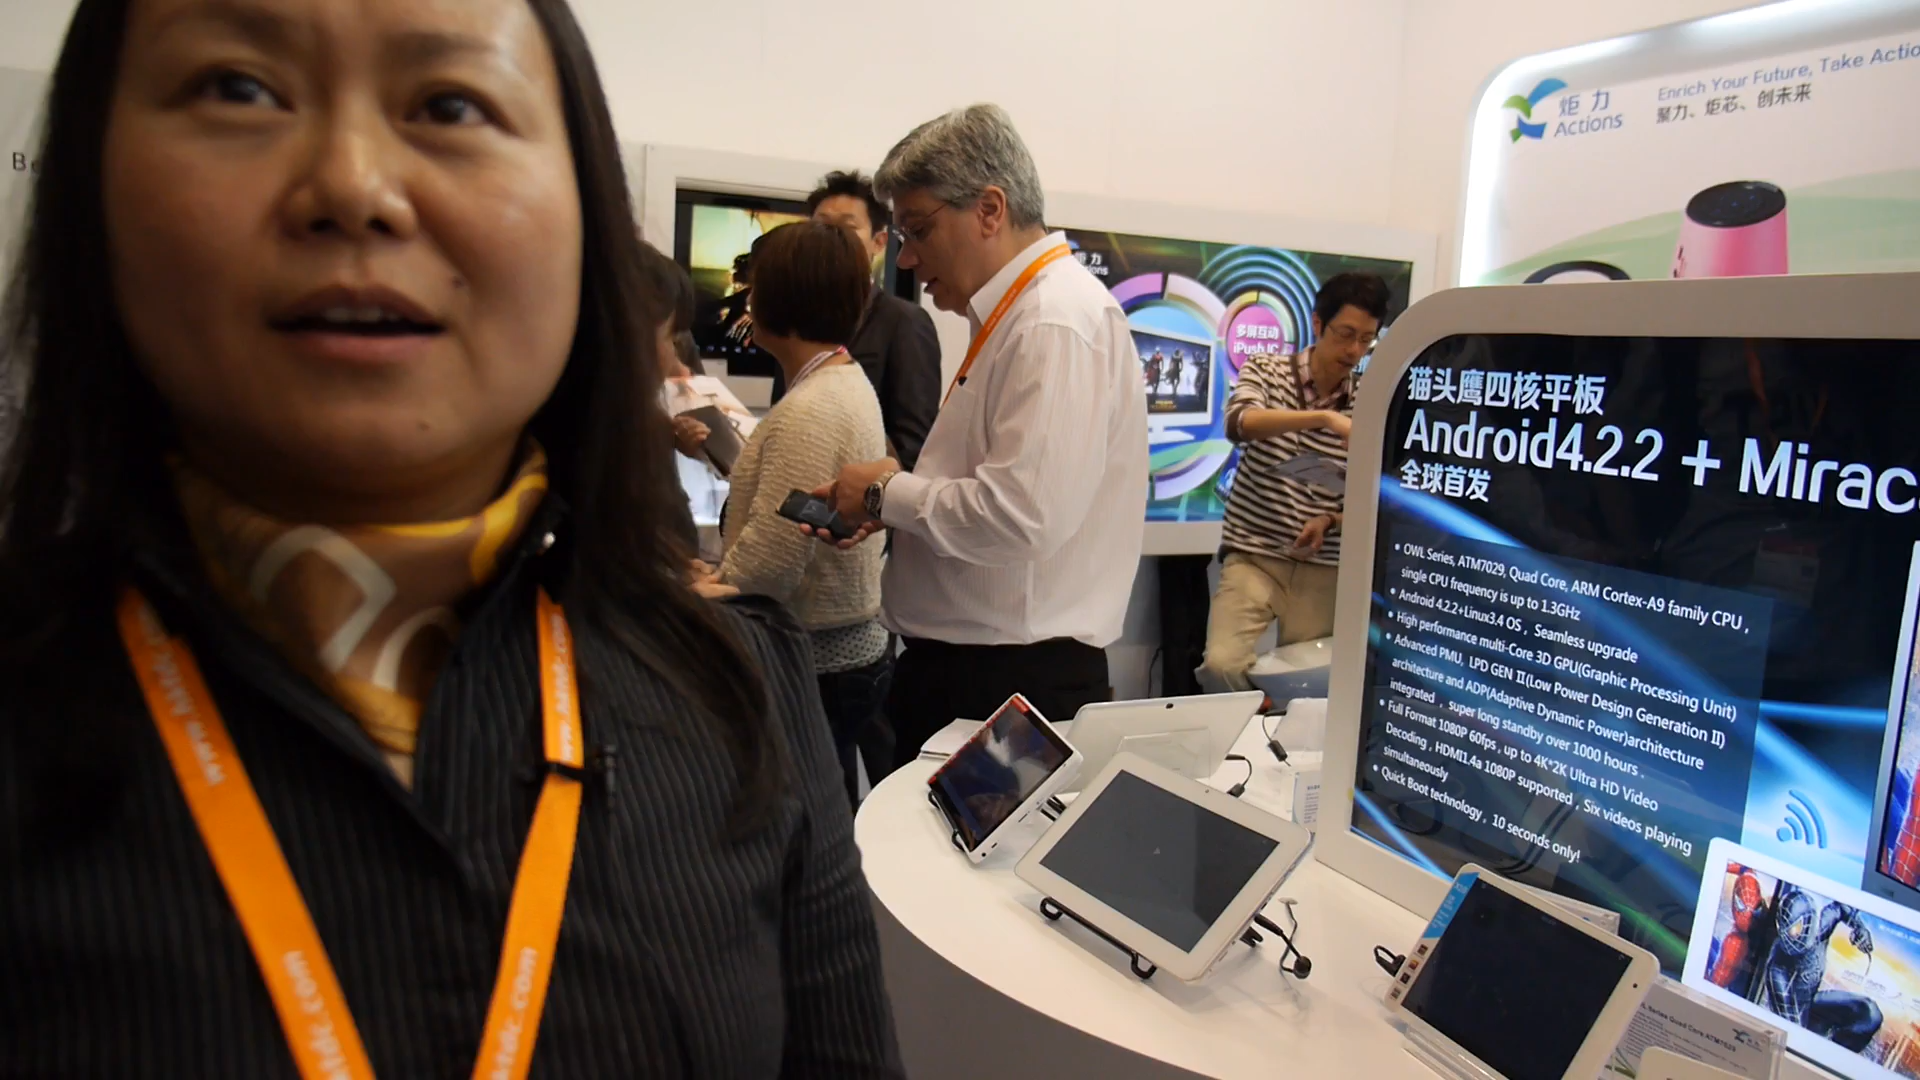 炬力
Actions
Enrich Your Future, Take Actio
聚力、炬芯、创未来
多屏互动
iPush IC
猫头鹰四核平板
Android4.2.2 + Mirac
全球首发
• OWL Series, ATM7029, Quad Core, ARM Cortex-A9 family CPU ,
single CPU frequency is up to 1.3GHz
• Android 4.2.2+Linux3.4 OS , Seamless upgrade
• High performance multi-Core 3D GPU(Graphic Processing Unit)
• Advanced PMU, LPD GEN II(Low Power Design Generation II)
architecture and ADP(Adaptive Dynamic Power)architecture
integrated , super long standby over 1000 hours .
• Full Format 1080P 60fps , up to 4K*2K Ultra HD Video
Decoding , HDMI1.4a 1080P supported , Six videos playing
simultaneously
• Quick Boot technology , 10 seconds only!
Series Quad Core ATM7029